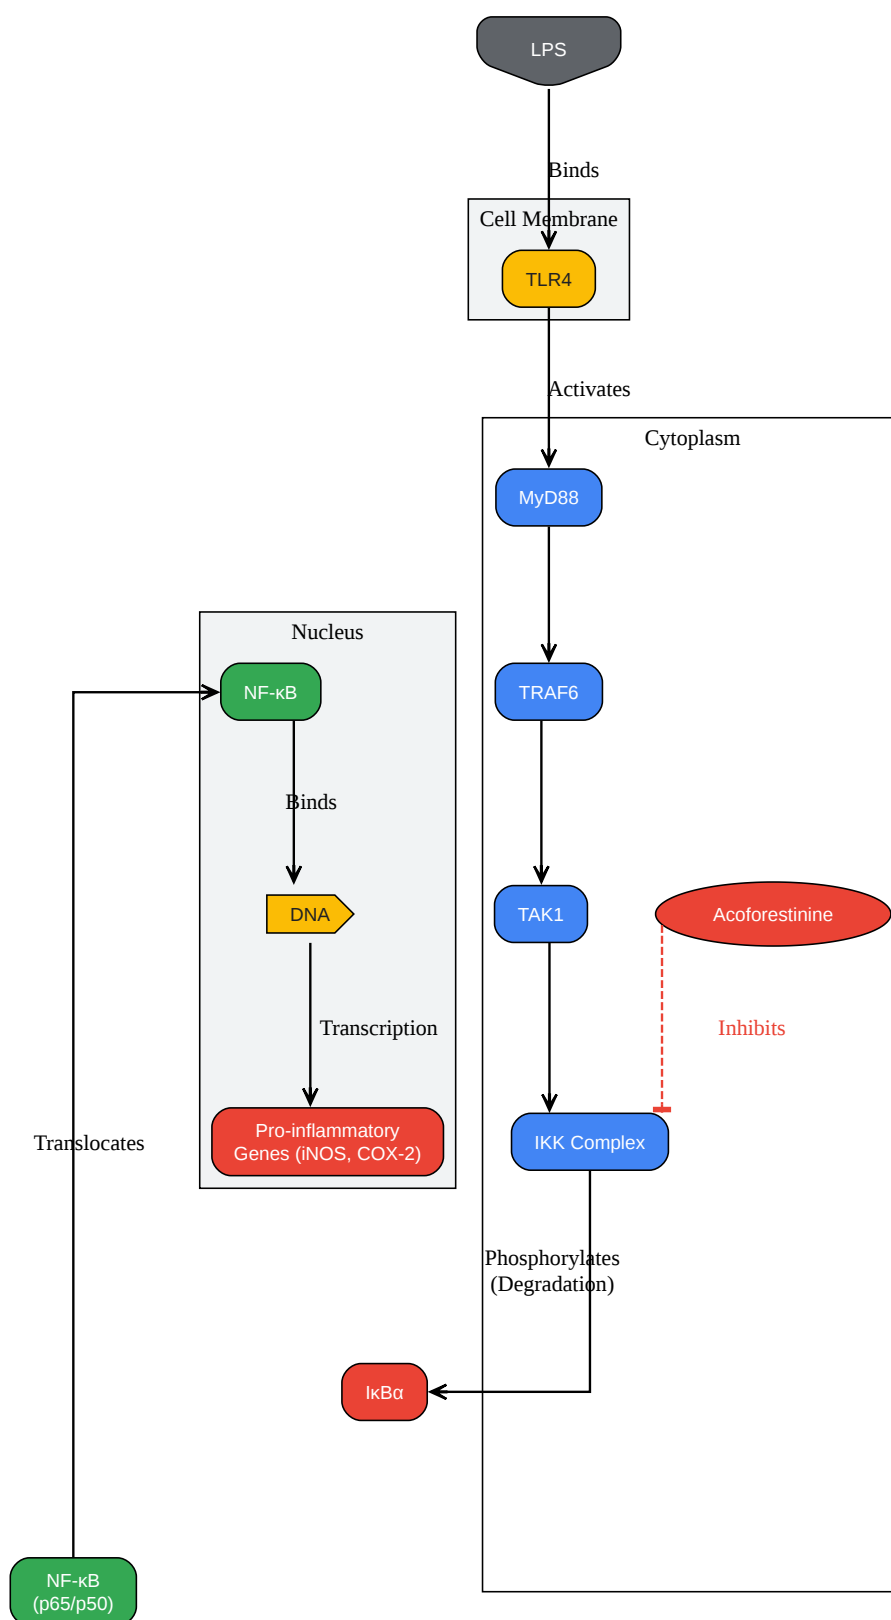 LPS
Binds
Cell Membrane
TLR4
Activates
Cytoplasm
MyD88
Nucleus
NF-κB
TRAF6
Binds
DNA
TAK1
Acoforestinine
Transcription
Inhibits
Pro-inflammatory
Genes (iNOS, COX-2)
Translocates
IKK Complex
Phosphorylates
(Degradation)
IκBα
NF-κB
(p65/p50)